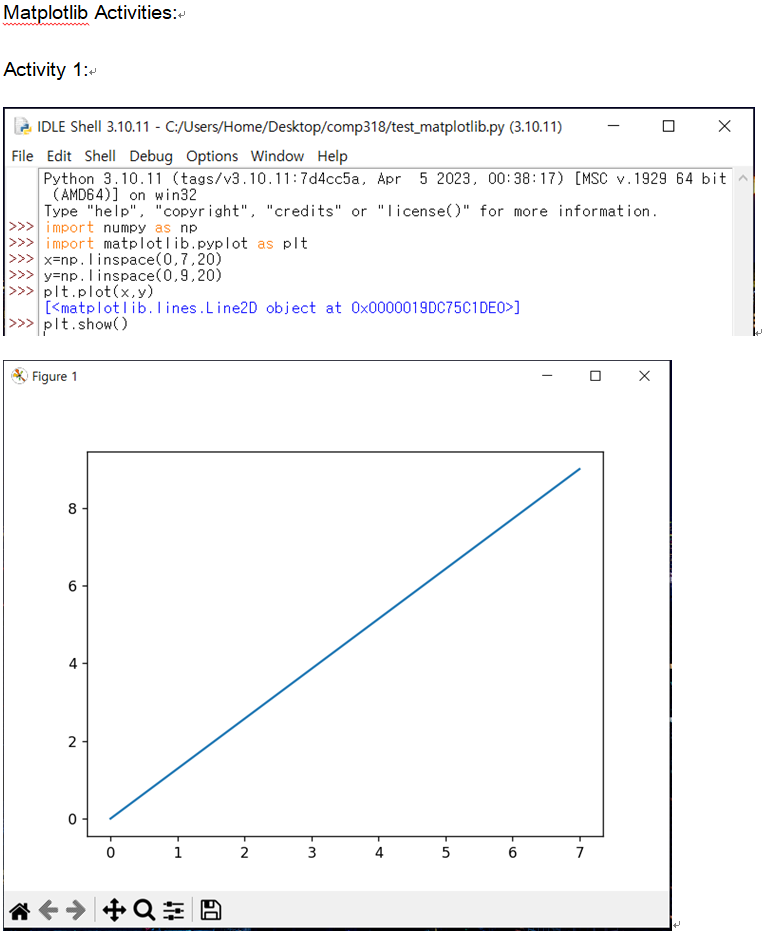 Matplotlib Activities:
Activity 1:
IDLE Shell 3.10.11 - C:/Users/Home/Desktop/comp318/test_matplotlib.py (3.10.11)
File Edit Shell Debug Options Window Help
Python 3.10.11 (tags/v3.10.11:7d4cc5a, Apr  5 2023, 00:38:17) [MSC v.1929 64 bit
 (AMD64)] on win32
Type "help", "copyright", "credits" or "license()" for more information.
>>> import numpy as np
>>> import matplotlib.pyplot as plt
>>> x=np.linspace(0,7,20)
>>> y=np.linspace(0,9,20)
>>> plt.plot(x,y)
[<matplotlib.lines.Line2D object at 0x0000019DC75C1DE0>]
>>> plt.show()
Figure 1
8
6
4
2
0
0 1 2 3 4 5 6 7